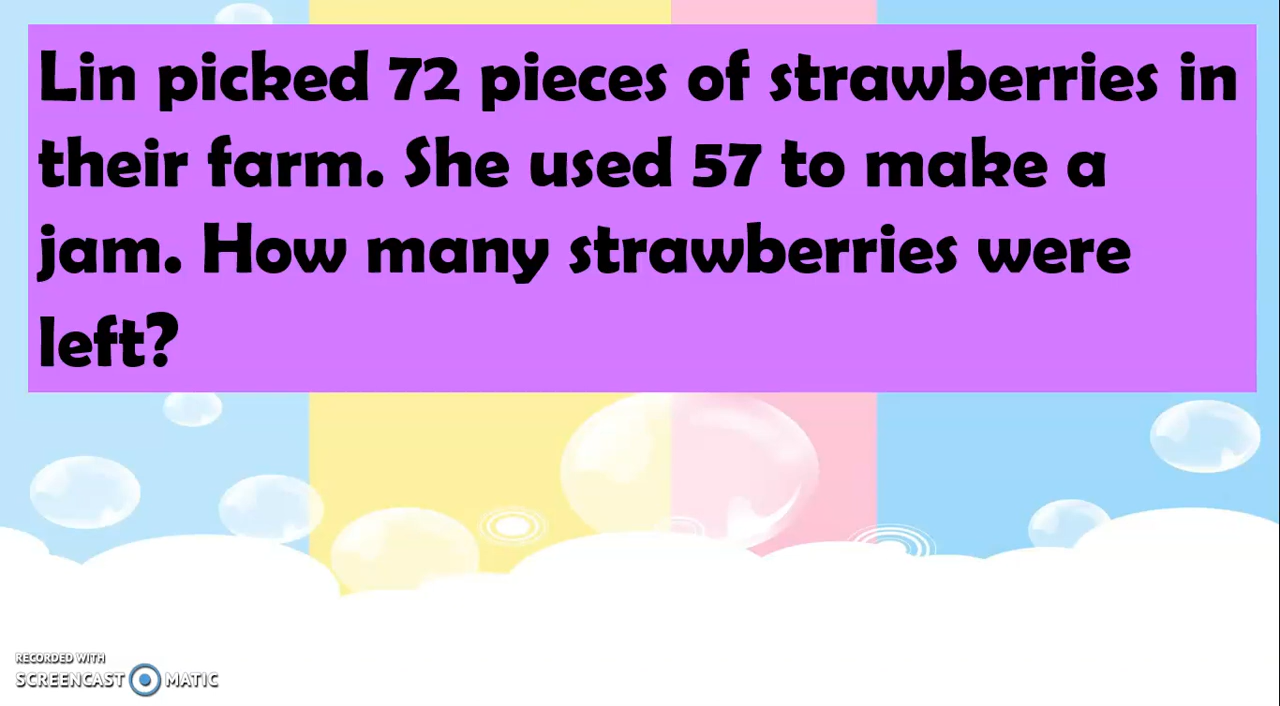 Lin picked 72 pieces of strawberries in
their farm. She used 57 to make a
jam. How many strawberries were
left?
RECORDED WITH
SCREENCAST MATIC